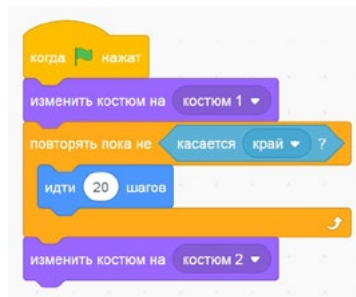 когда нажат
изменить костюм на костюм 1
повторять пока не касается край ?
идти 20 шагов
изменить костюм на костюм 2